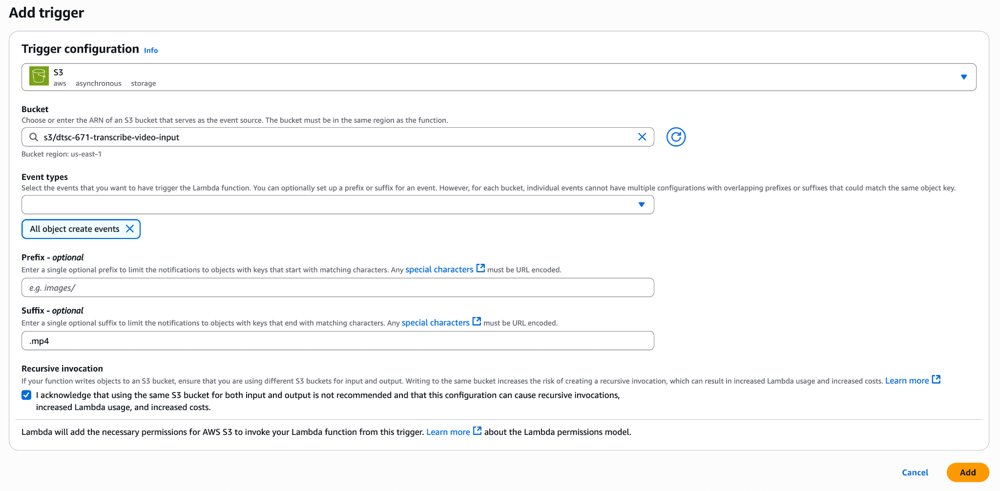 Add trigger
Trigger configuration Info
S3
aws asynchronous storage
Bucket
Choose or enter the ARN of an S3 bucket that serves as the event source. The bucket must be in the same region as the function.
s3/dtsc-671-transcribe-video-input
Bucket region: us-east-1
Event types
Select the events that you want to have trigger the Lambda function. You can optionally set up a prefix or suffix for an event. However, for each bucket, individual events cannot have multiple configurations with overlapping prefixes or suffixes that could match the same object key.
All object create events
Prefix - optional
Enter a single optional prefix to limit the notifications to objects with keys that start with matching characters. Any special characters must be URL encoded.
e.g. images/
Suffix - optional
Enter a single optional suffix to limit the notifications to objects with keys that end with matching characters. Any special characters must be URL encoded.
.mp4
Recursive invocation
If your function writes objects to an S3 bucket, ensure that you are using different S3 buckets for input and output. Writing to the same bucket increases the risk of creating a recursive invocation, which can result in increased Lambda usage and increased costs. Learn more
I acknowledge that using the same S3 bucket for both input and output is not recommended and that this configuration can cause recursive invocations,
increased Lambda usage, and increased costs.
Lambda will add the necessary permissions for AWS S3 to invoke your Lambda function from this trigger. Learn more about the Lambda permissions model.
Cancel Add